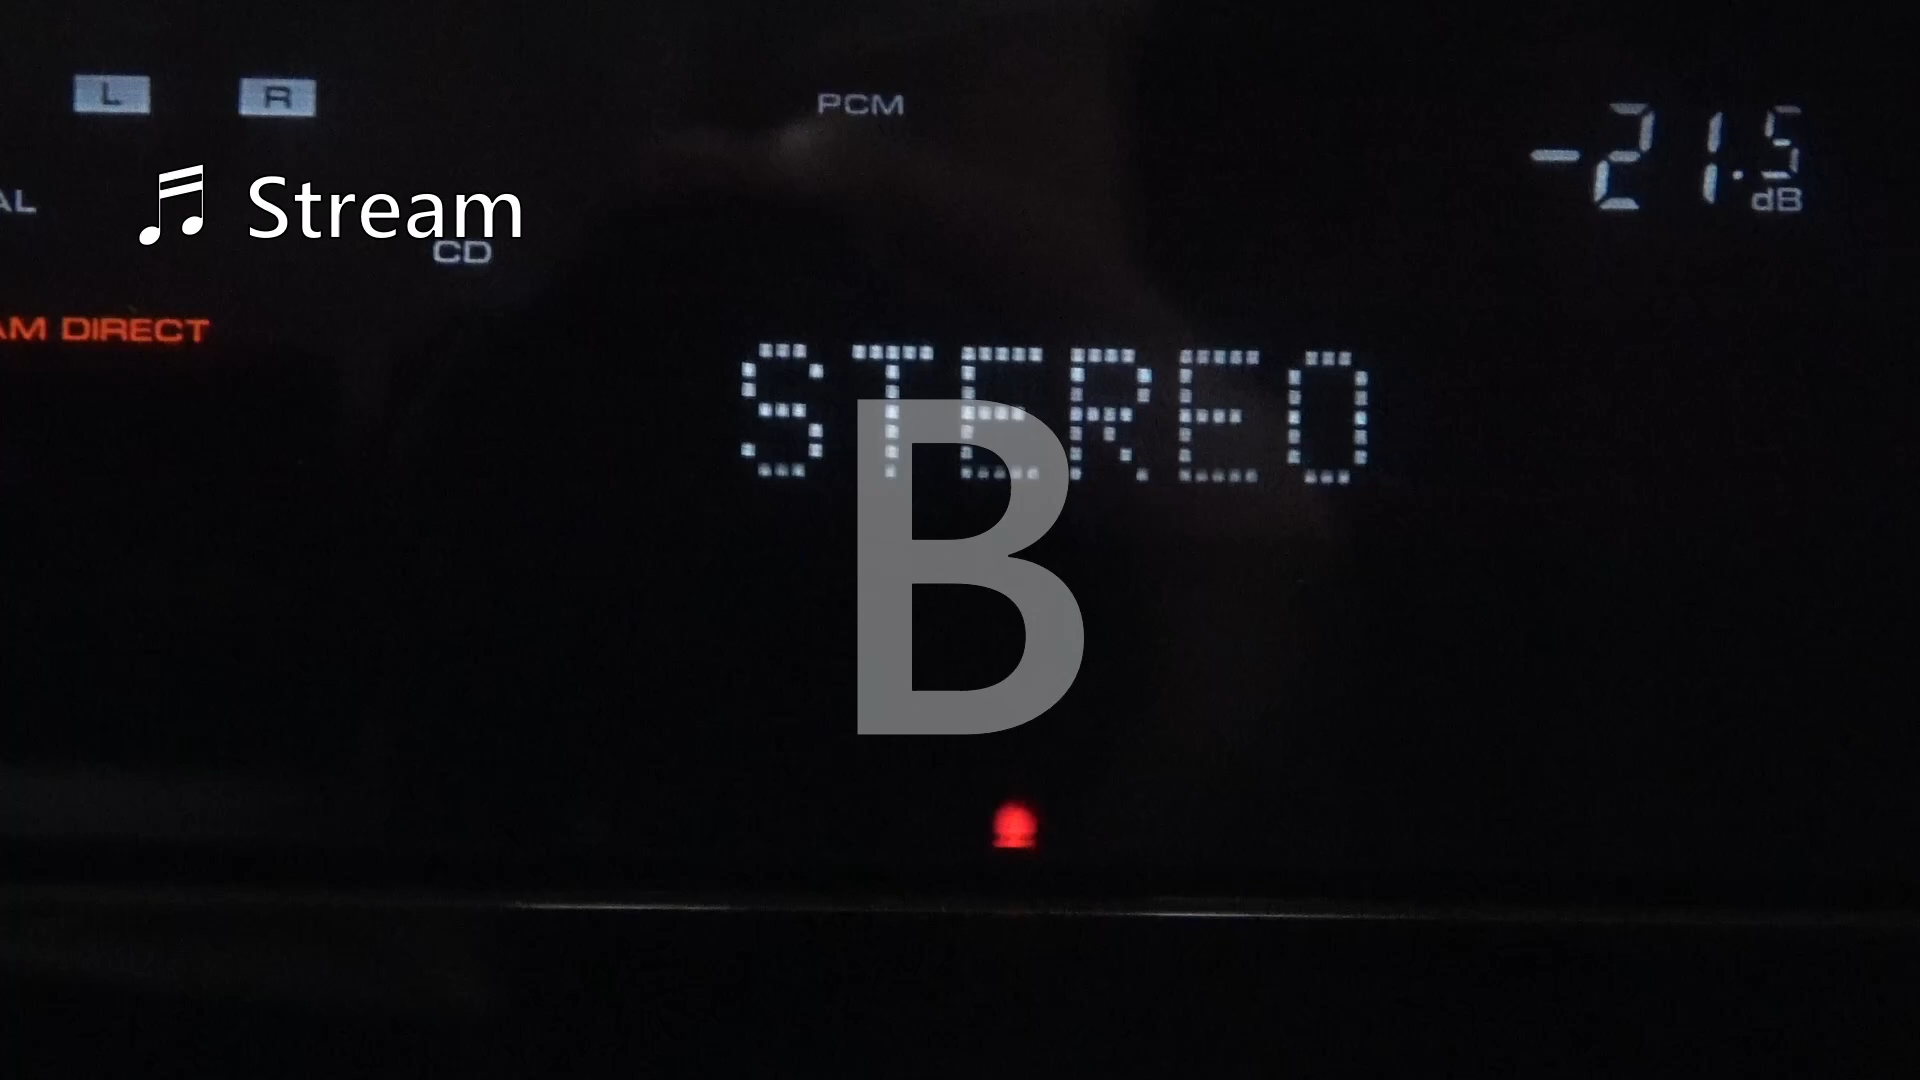 L R PCM
-21.5
dB
AL
♫ Stream
CD
AM DIRECT
STEREO
B